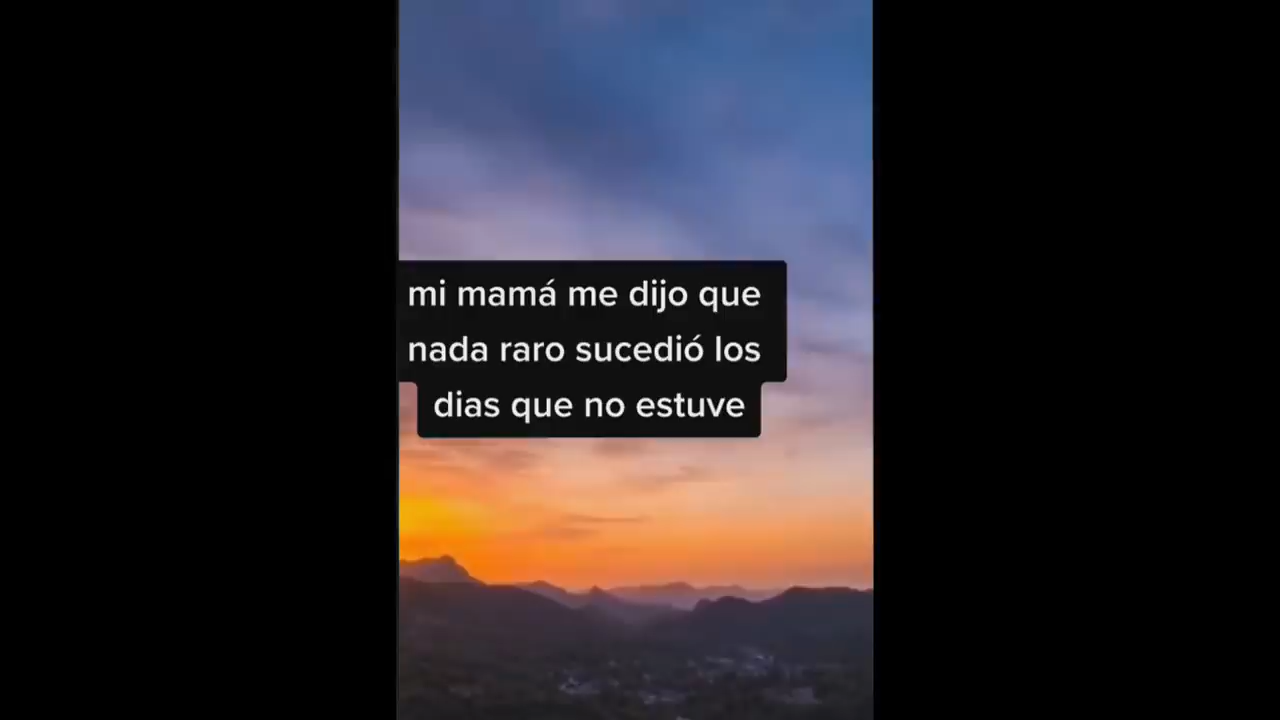 mi mamá me dijo que
nada raro sucedió los
dias que no estuve